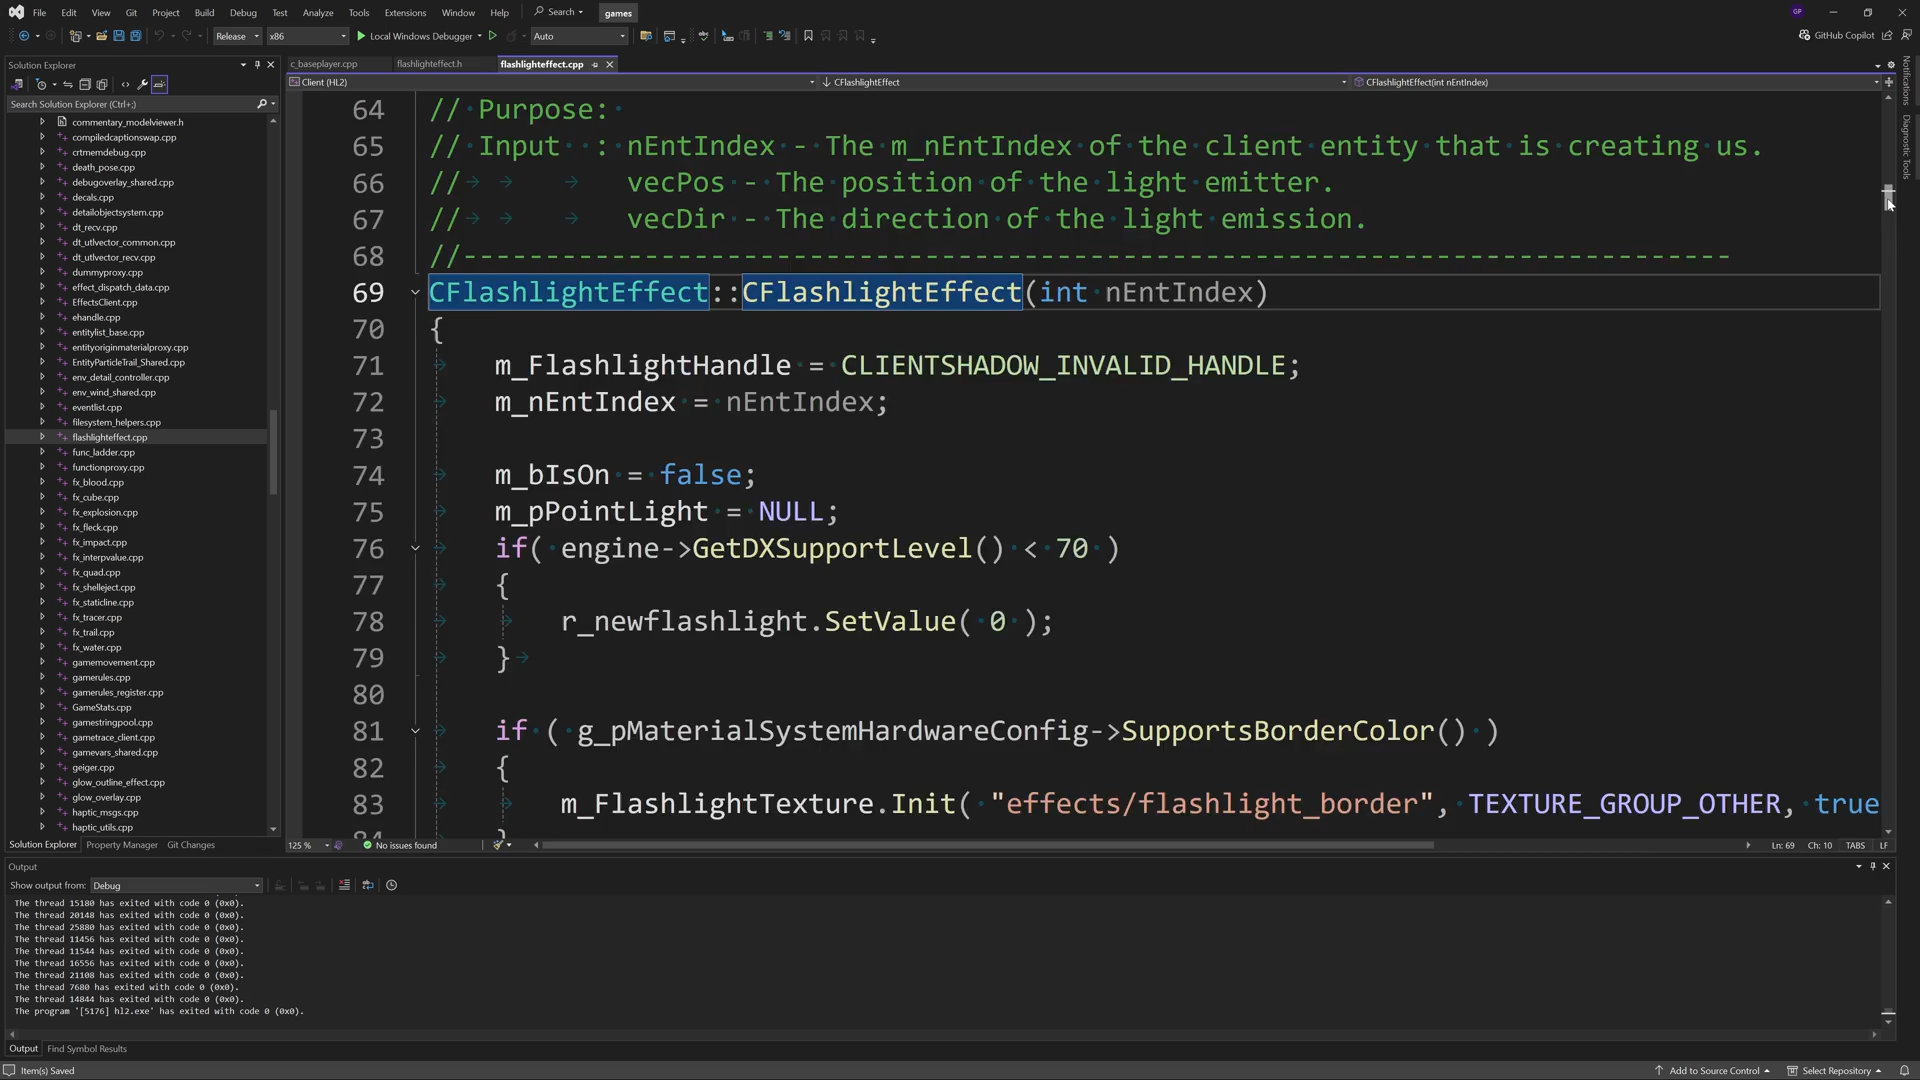 File Edit View Git Project Build Debug Test Analyze Tools Extensions Window Help Search games GP
Release x86 Local Windows Debugger Auto GitHub Copilot
Solution Explorer
Search Solution Explorer (Ctrl+;)
commentary_modelviewer.h
compiledcaptionswap.cpp
crtmemdebug.cpp
death_pose.cpp
debugoverlay_shared.cpp
decals.cpp
detailobjectsystem.cpp
dt_recv.cpp
dt_utlvector_common.cpp
dt_utlvector_recv.cpp
dummyproxy.cpp
effect_dispatch_data.cpp
EffectsClient.cpp
ehandle.cpp
entitylist_base.cpp
entityoriginmaterialproxy.cpp
EntityParticleTrail_Shared.cpp
env_detail_controller.cpp
env_wind_shared.cpp
eventlist.cpp
filesystem_helpers.cpp
flashlighteffect.cpp
func_ladder.cpp
functionproxy.cpp
fx_blood.cpp
fx_cube.cpp
fx_explosion.cpp
fx_fleck.cpp
fx_impact.cpp
fx_interpvalue.cpp
fx_quad.cpp
fx_shelleject.cpp
fx_staticline.cpp
fx_tracer.cpp
fx_trail.cpp
fx_water.cpp
gamemovement.cpp
gamerules.cpp
gamerules_register.cpp
GameStats.cpp
gamestringpool.cpp
gametrace_client.cpp
gamevars_shared.cpp
geiger.cpp
glow_outline_effect.cpp
glow_overlay.cpp
haptic_msgs.cpp
haptic_utils.cpp
Solution Explorer Property Manager Git Changes
c_baseplayer.cpp flashlighteffect.h flashlighteffect.cpp
Client (HL2) CFlashlightEffect CFlashlightEffect(int nEntIndex)
64 // Purpose:
65 // Input : nEntIndex - The m_nEntIndex of the client entity that is creating us.
66 // vecPos - The position of the light emitter.
67 // vecDir - The direction of the light emission.
68 //-----------------------------------------------------------------------------
69 CFlashlightEffect::CFlashlightEffect(int nEntIndex)
70 {
71 m_FlashlightHandle = CLIENTSHADOW_INVALID_HANDLE;
72 m_nEntIndex = nEntIndex;
73
74 m_bIsOn = false;
75 m_pPointLight = NULL;
76 if( engine->GetDXSupportLevel() < 70 )
77 {
78 r_newflashlight.SetValue( 0 );
79 }
80
81 if ( g_pMaterialSystemHardwareConfig->SupportsBorderColor() )
82 {
83 m_FlashlightTexture.Init( "effects/flashlight_border", TEXTURE_GROUP_OTHER, true
84 }
125 % No issues found Ln: 69 Ch: 10 TABS LF
Notifications
Diagnostic Tools
Output
Show output from: Debug
The thread 15180 has exited with code 0 (0x0).
The thread 20148 has exited with code 0 (0x0).
The thread 25880 has exited with code 0 (0x0).
The thread 11456 has exited with code 0 (0x0).
The thread 11544 has exited with code 0 (0x0).
The thread 16556 has exited with code 0 (0x0).
The thread 21108 has exited with code 0 (0x0).
The thread 7680 has exited with code 0 (0x0).
The thread 14844 has exited with code 0 (0x0).
The program '[5176] hl2.exe' has exited with code 0 (0x0).
Output Find Symbol Results
Item(s) Saved Add to Source Control Select Repository